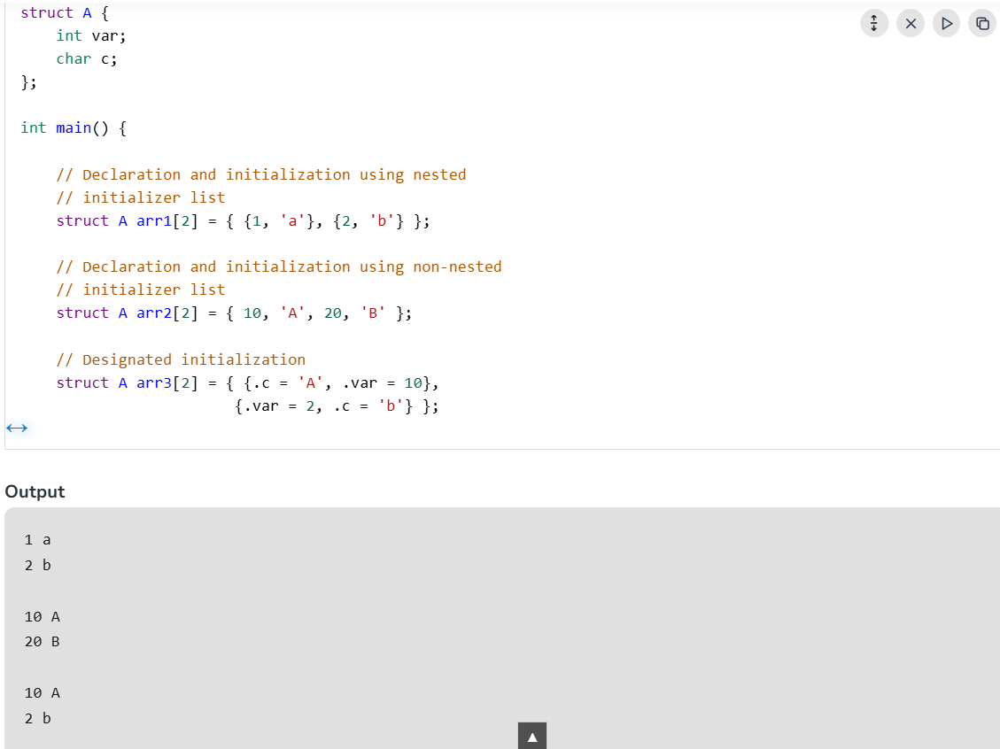 struct A {
    int var;
    char c;
};
int main() {
    // Declaration and initialization using nested
    // initializer list
    struct A arr1[2] = { {1, 'a'}, {2, 'b'} };
    // Declaration and initialization using non-nested
    // initializer list
    struct A arr2[2] = { 10, 'A', 20, 'B' };
    // Designated initialization
    struct A arr3[2] = { {.c = 'A', .var = 10},
                        {.var = 2, .c = 'b'} };
Output
1 a
2 b
10 A
20 B
10 A
2 b